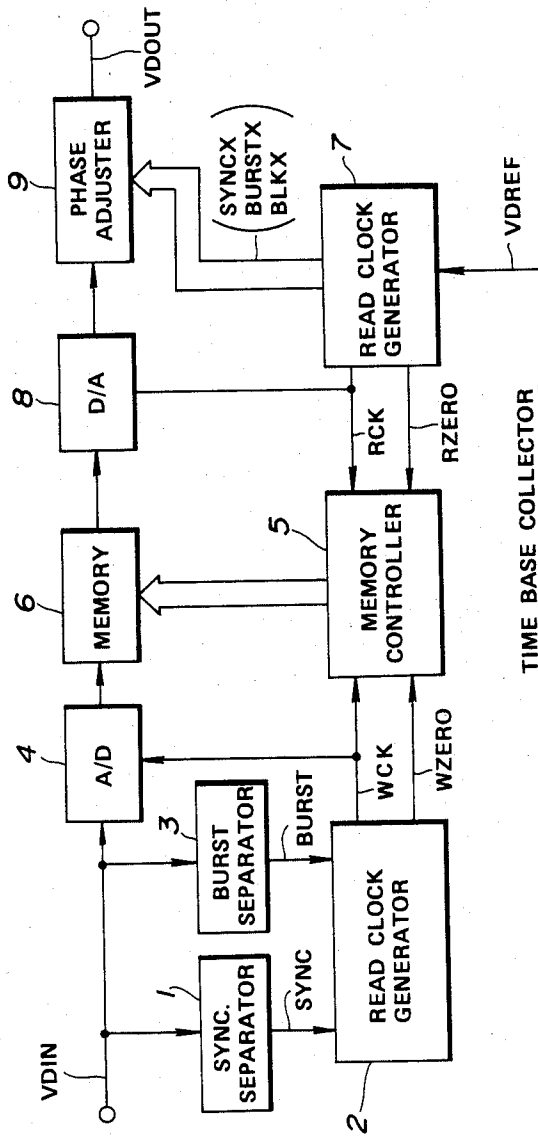 VDIN
1
SYNC.
SEPARATOR
SYNC
2
READ CLOCK
GENERATOR
3
BURST
SEPARATOR
BURST
4
A/D
WCK
WZERO
6
MEMORY
5
MEMORY
CONTROLLER
8
D/A
RCK
RZERO
9
PHASE
ADJUSTER
VDOUT
SYNCX
BURSTX
BLKX
7
READ CLOCK
GENERATOR
VDREF
TIME BASE COLLECTOR